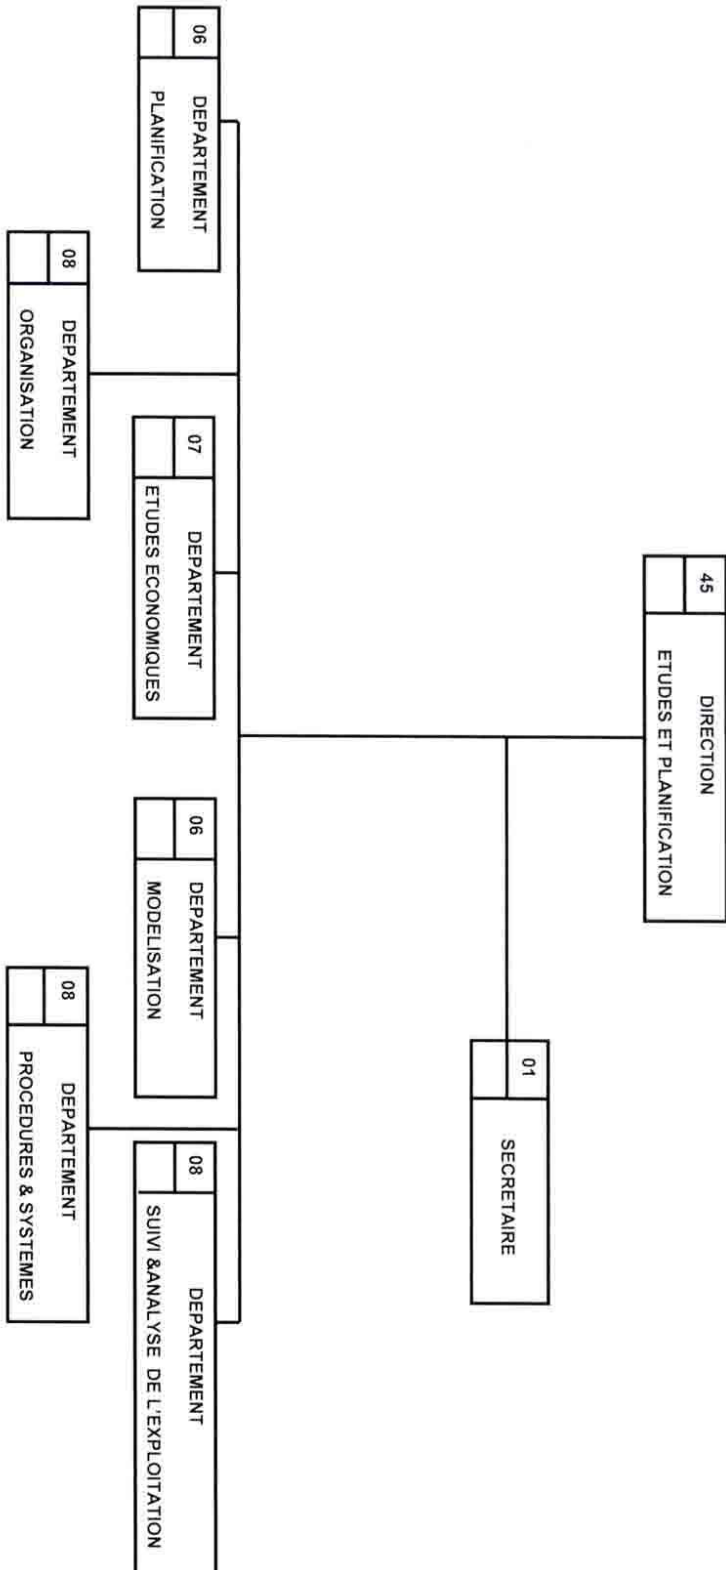 45
DIRECTION
ETUDES ET PLANIFICATION
01
SECRETAIRE
06
DEPARTEMENT
PLANIFICATION
07
DEPARTEMENT
ETUDES ECONOMIQUES
06
DEPARTEMENT
MODELISATION
08
DEPARTEMENT
SUIVI &ANALYSE DE L'EXPLOITATION
08
DEPARTEMENT
ORGANISATION
08
DEPARTEMENT
PROCEDURES & SYSTEMES